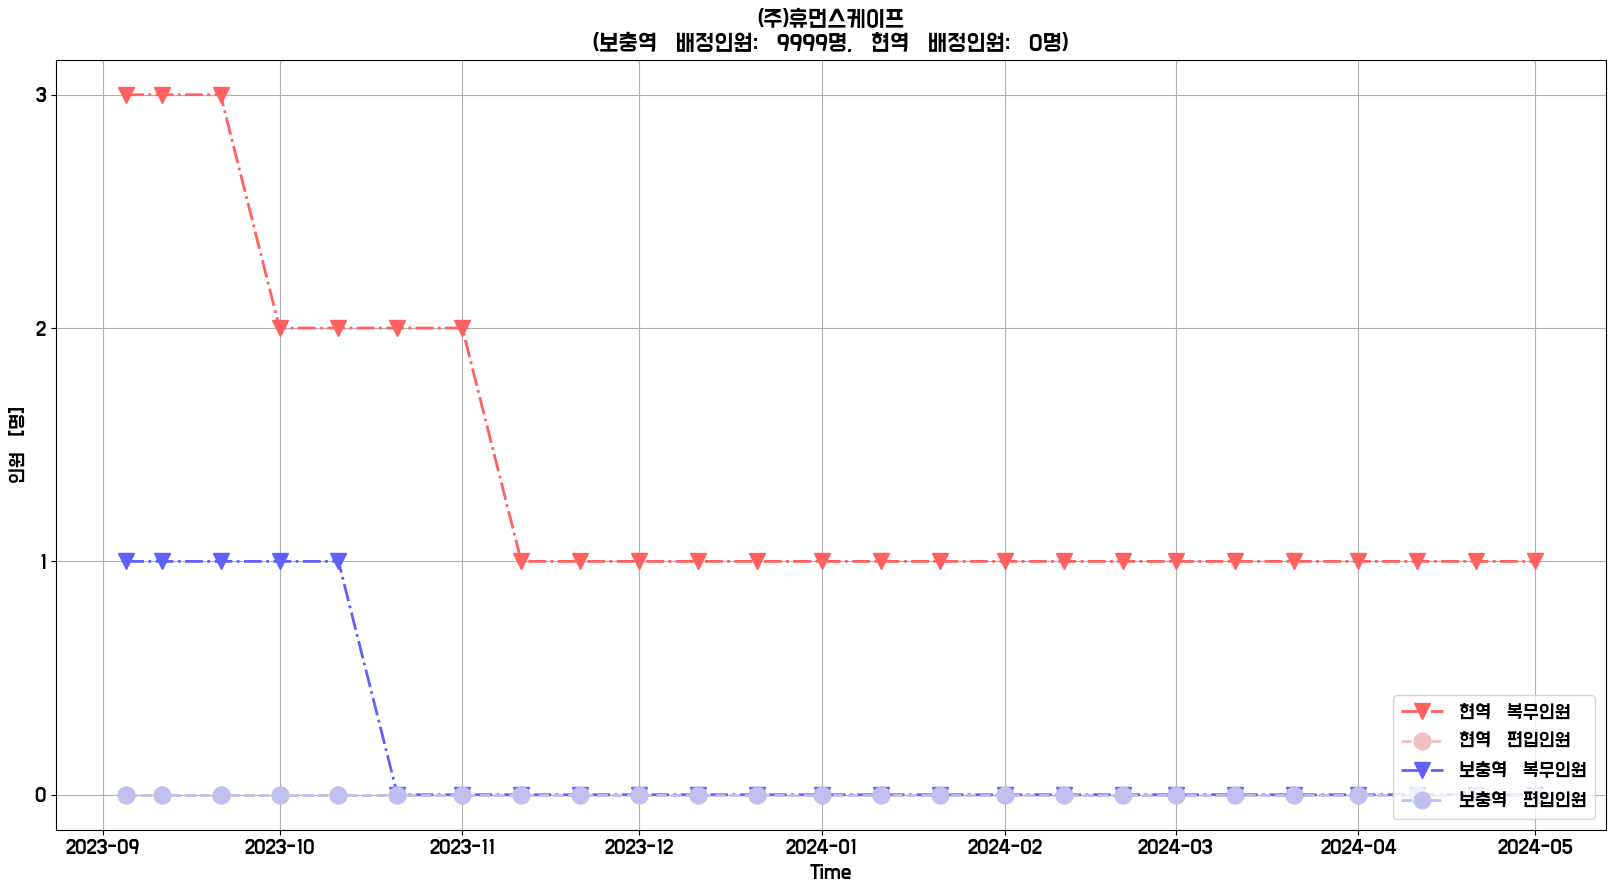 (주)휴먼스케이프
(보충역 배정인원: 9999명, 현역 배정인원: 0명)
인원 [명]
3
2
1
0
현역 복무인원
현역 편입인원
보충역 복무인원
보충역 편입인원
2023-09 2023-10 2023-11 2023-12 2024-01 2024-02 2024-03 2024-04 2024-05
Time